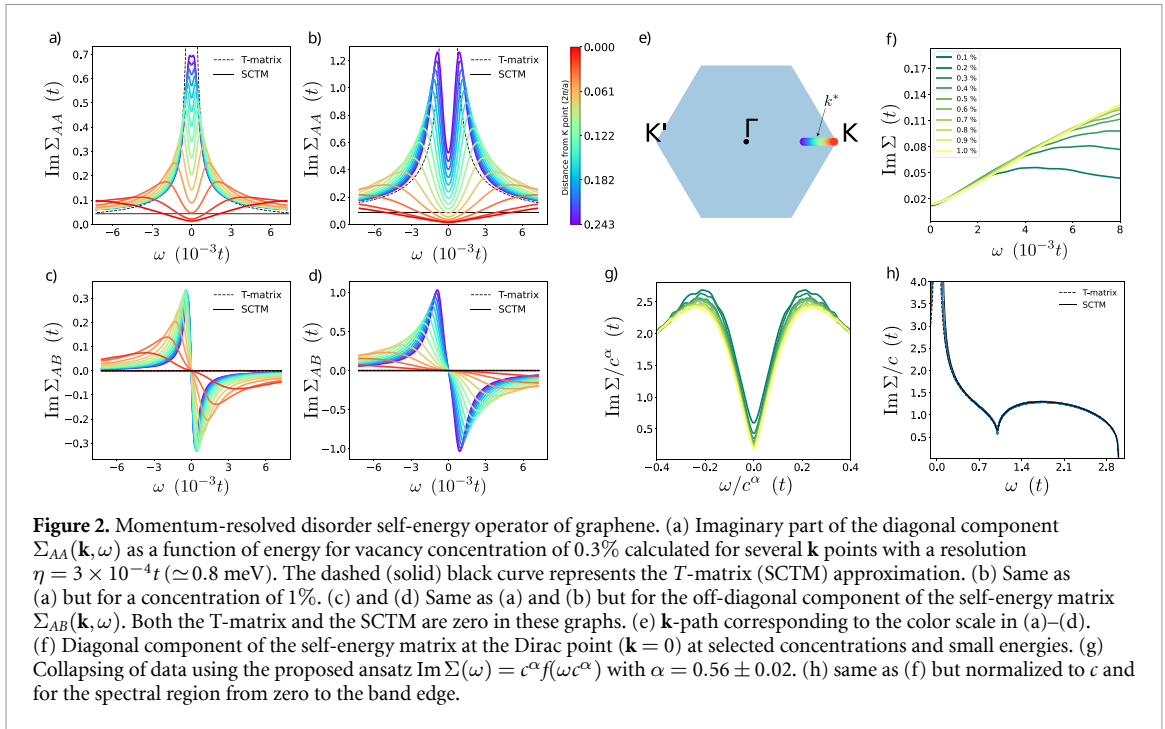 a)
b)
e)
f)
0.7
0.6
0.5
0.4
0.3
0.2
0.1
0.0
Im Σ_AA (t)
T-matrix
SCTM
−6 −3 0 3 6
ω (10⁻³t)
1.2
1.0
0.8
0.6
0.4
0.2
0.0
Im Σ_AA (t)
T-matrix
SCTM
−6 −3 0 3 6
ω (10⁻³t)
0.000
0.061
0.122
0.182
0.243
Distance from K point (2π/a)
K'
Γ
k*
K
0.17
0.12
0.07
0.02
Im Σ (t)
0.1 %
0.2 %
0.3 %
0.4 %
0.5 %
0.6 %
0.7 %
0.8 %
0.9 %
1.0 %
0 2 4 6 8
ω (10⁻³t)
c)
d)
g)
h)
0.3
0.2
0.1
0.0
−0.1
−0.2
−0.3
Im Σ_AB (t)
T-matrix
SCTM
−6 −3 0 3 6
ω (10⁻³t)
1.0
0.5
0.0
−0.5
−1.0
Im Σ_AB (t)
T-matrix
SCTM
−6 −3 0 3 6
ω (10⁻³t)
2.5
2.0
1.5
1.0
0.5
Im Σ/c^α (t)
−0.4 −0.2 0.0 0.2 0.4
ω/c^α (t)
4.0
3.5
3.0
2.5
2.0
1.5
1.0
0.5
Im Σ/c (t)
T-matrix
SCTM
0.0 0.7 1.4 2.1 2.8
ω (t)
Figure 2. Momentum-resolved disorder self-energy operator of graphene. (a) Imaginary part of the diagonal component
Σ_AA(k, ω) as a function of energy for vacancy concentration of 0.3% calculated for several k points with a resolution
η = 3 × 10⁻⁴t (≃0.8 meV). The dashed (solid) black curve represents the T-matrix (SCTM) approximation. (b) Same as
(a) but for a concentration of 1%. (c) and (d) Same as (a) and (b) but for the off-diagonal component of the self-energy matrix
Σ_AB(k, ω). Both the T-matrix and the SCTM are zero in these graphs. (e) k-path corresponding to the color scale in (a)–(d).
(f) Diagonal component of the self-energy matrix at the Dirac point (k = 0) at selected concentrations and small energies. (g)
Collapsing of data using the proposed ansatz Im Σ(ω) = c^α f(ωc^α) with α = 0.56 ± 0.02. (h) same as (f) but normalized to c and
for the spectral region from zero to the band edge.